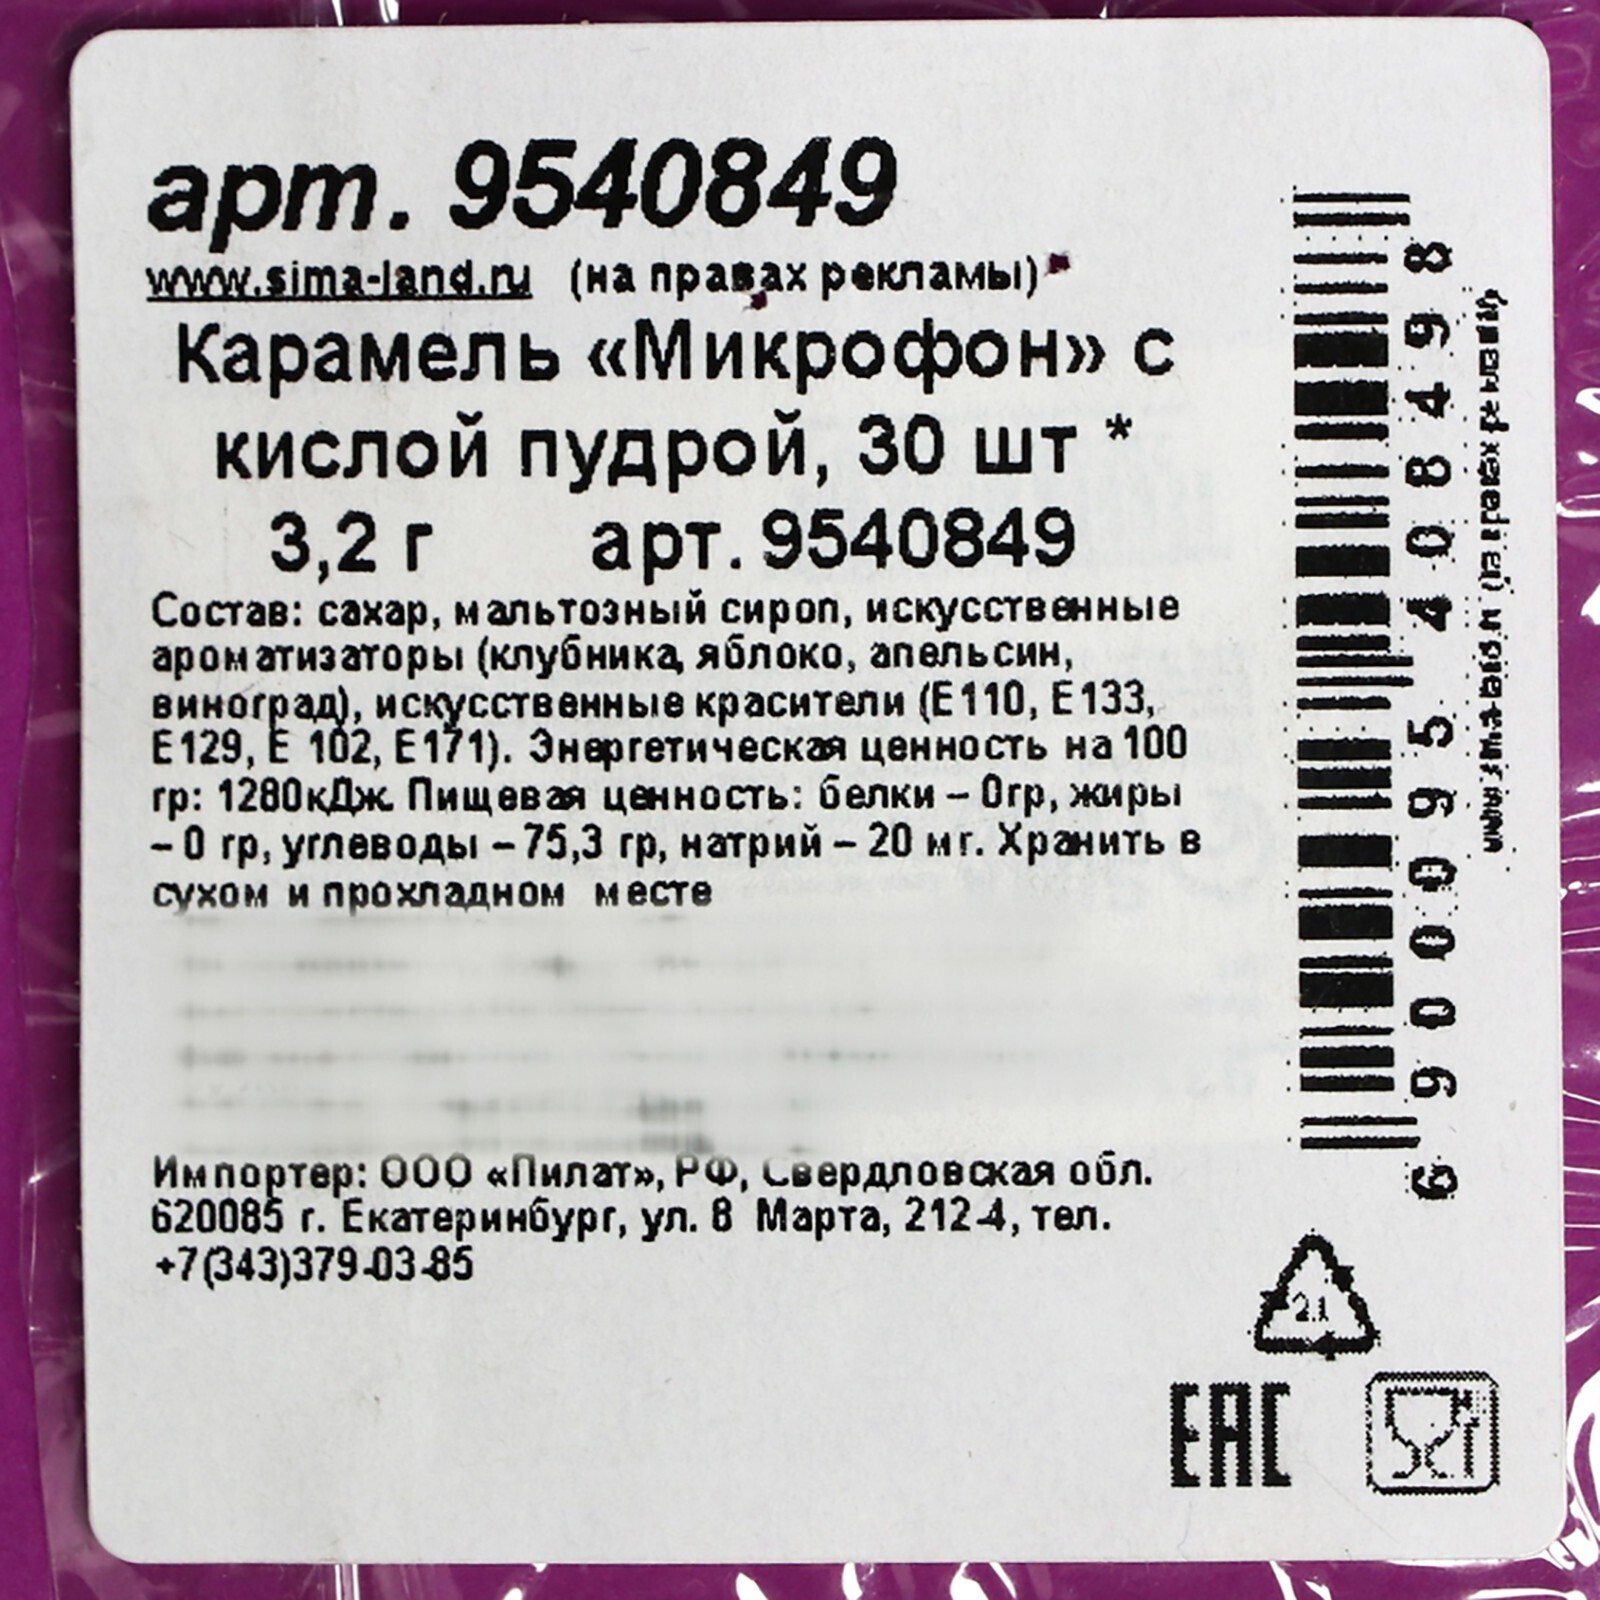 арт. 9540849
www.sima-land.ru (на правах рекламы)
Карамель «Микрофон» с
кислой пудрой, 30 шт *
3,2 г арт. 9540849
Состав: сахар, мальтозный сироп, искусственные
ароматизаторы (клубника, яблоко, апельсин,
виноград), искусственные красители (Е110, Е133,
Е129, Е 102, Е171). Энергетическая ценность на 100
гр: 1280кДж. Пищевая ценность: белки – 0гр, жиры
– 0 гр, углеводы – 75,3 гр, натрий – 20 мг. Хранить в
сухом и прохладном месте
Импортер: ООО «Пилат», РФ, Свердловская обл.
620085 г. Екатеринбург, ул. 8 Марта, 212-4, тел.
+7(343)379-03-85
6 900095 408498
21
EAC